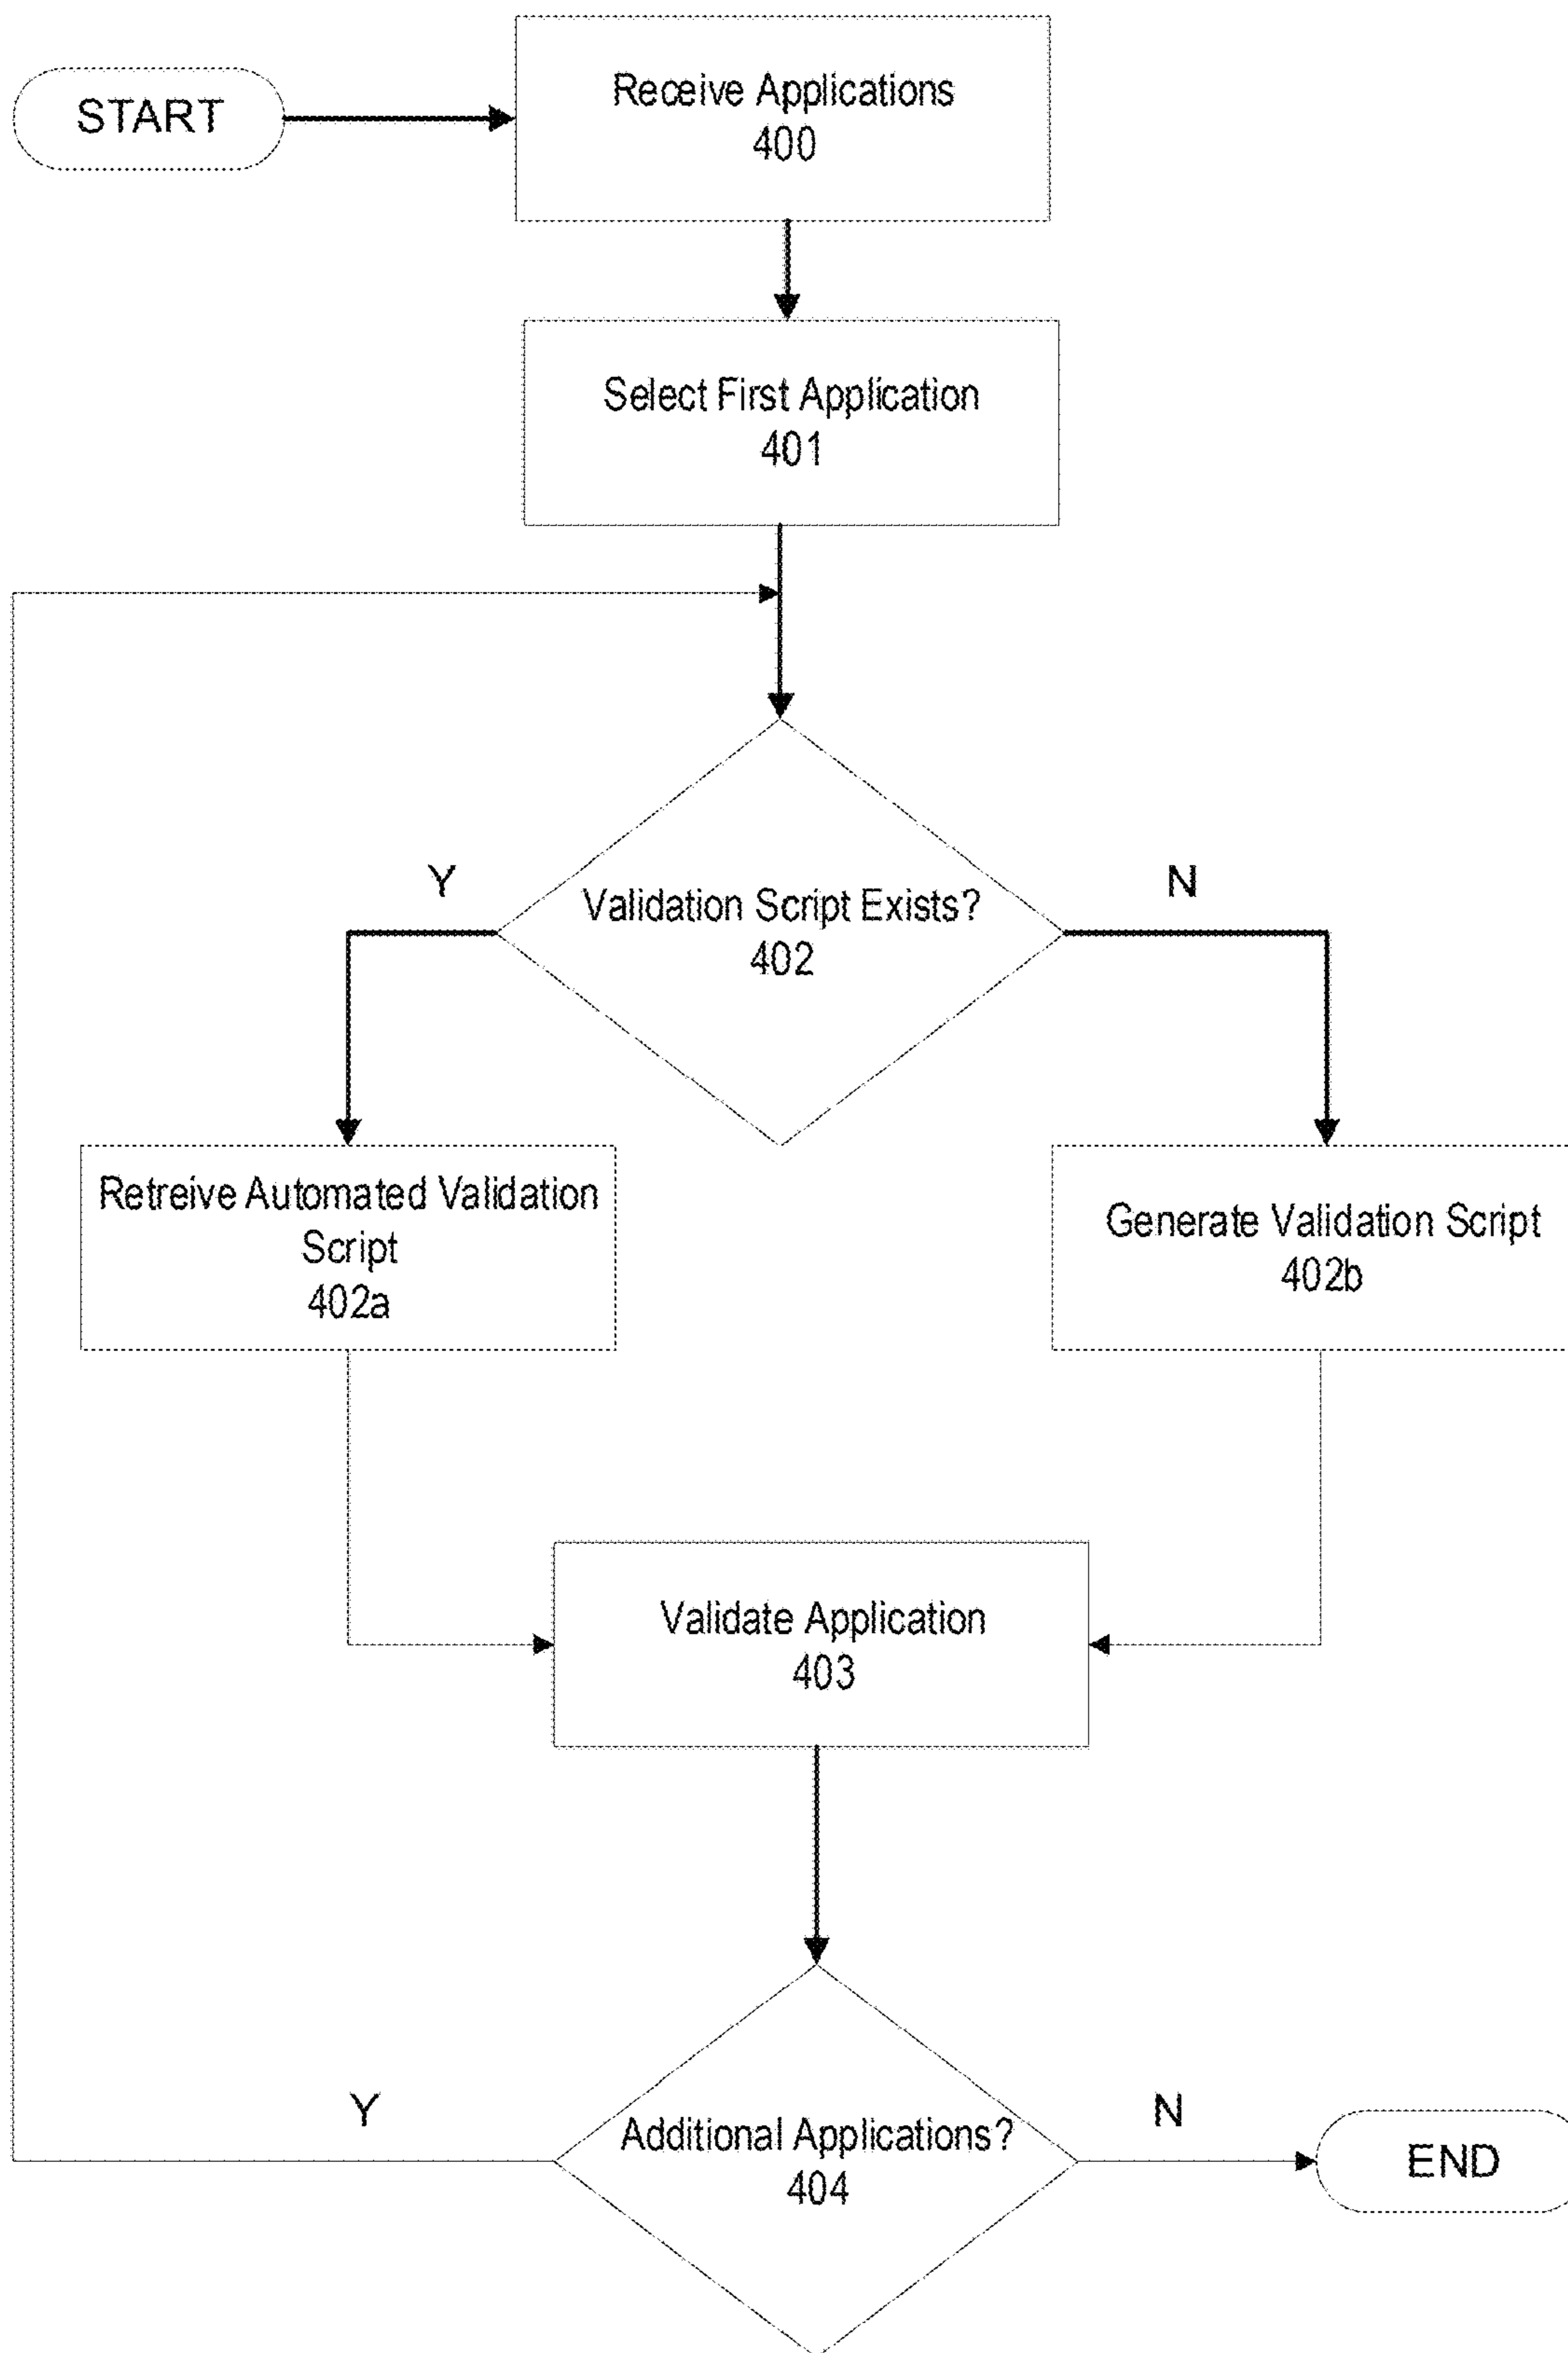 START
Receive Applications
400
Select First Application
401
Y
N
Validation Script Exists?
402
Retreive Automated Validation
Script
402a
Generate Validation Script
402b
Validate Application
403
Y
N
Additional Applications?
404
END